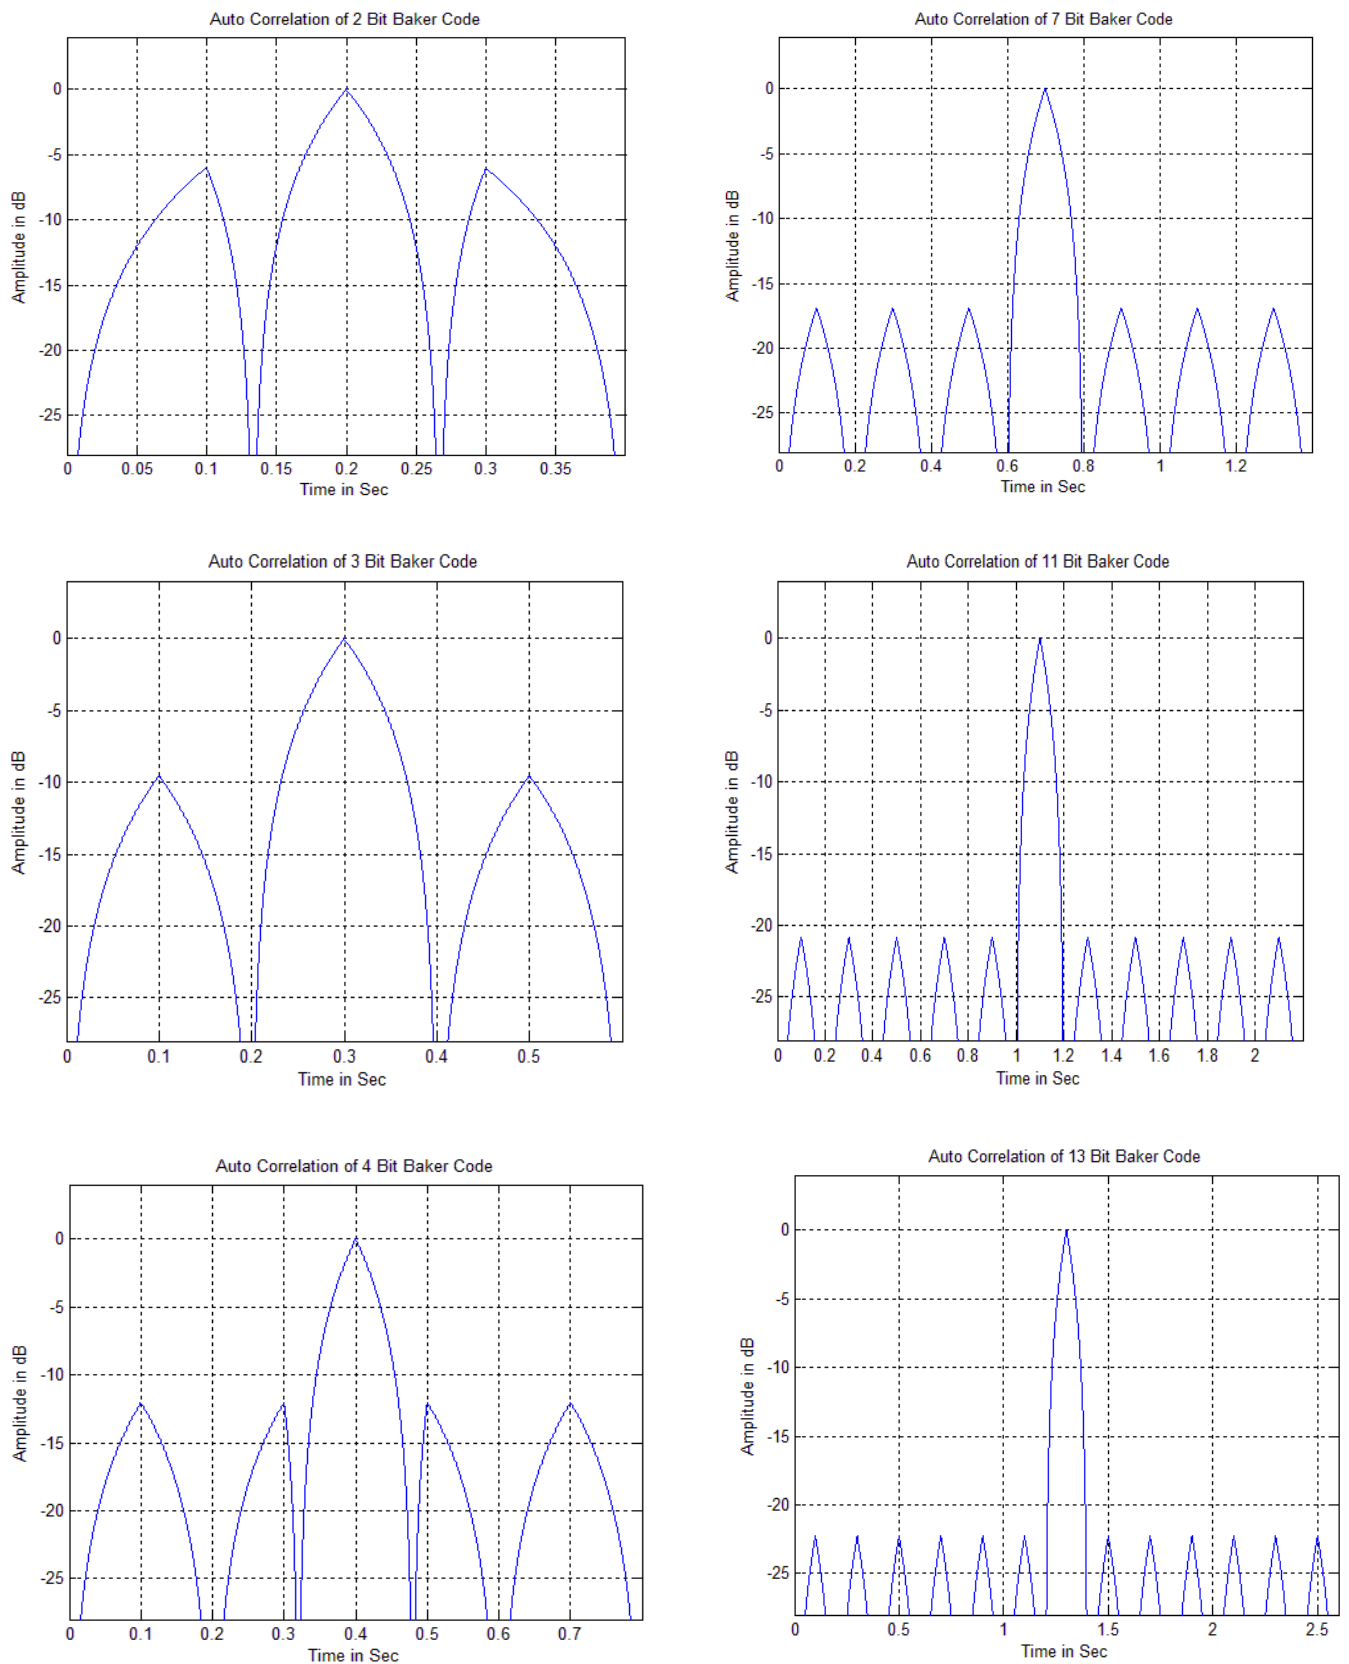 Auto Correlation of 2 Bit Baker Code
0
-5
-10
-15
-20
-25
Amplitude in dB
0 0.05 0.1 0.15 0.2 0.25 0.3 0.35
Time in Sec
Auto Correlation of 7 Bit Baker Code
0
-5
-10
-15
-20
-25
Amplitude in dB
0 0.2 0.4 0.6 0.8 1 1.2
Time in Sec
Auto Correlation of 3 Bit Baker Code
0
-5
-10
-15
-20
-25
Amplitude in dB
0 0.1 0.2 0.3 0.4 0.5
Time in Sec
Auto Correlation of 11 Bit Baker Code
0
-5
-10
-15
-20
-25
Amplitude in dB
0 0.2 0.4 0.6 0.8 1 1.2 1.4 1.6 1.8 2
Time in Sec
Auto Correlation of 4 Bit Baker Code
0
-5
-10
-15
-20
-25
Amplitude in dB
0 0.1 0.2 0.3 0.4 0.5 0.6 0.7
Time in Sec
Auto Correlation of 13 Bit Baker Code
0
-5
-10
-15
-20
-25
Amplitude in dB
0 0.5 1 1.5 2 2.5
Time in Sec